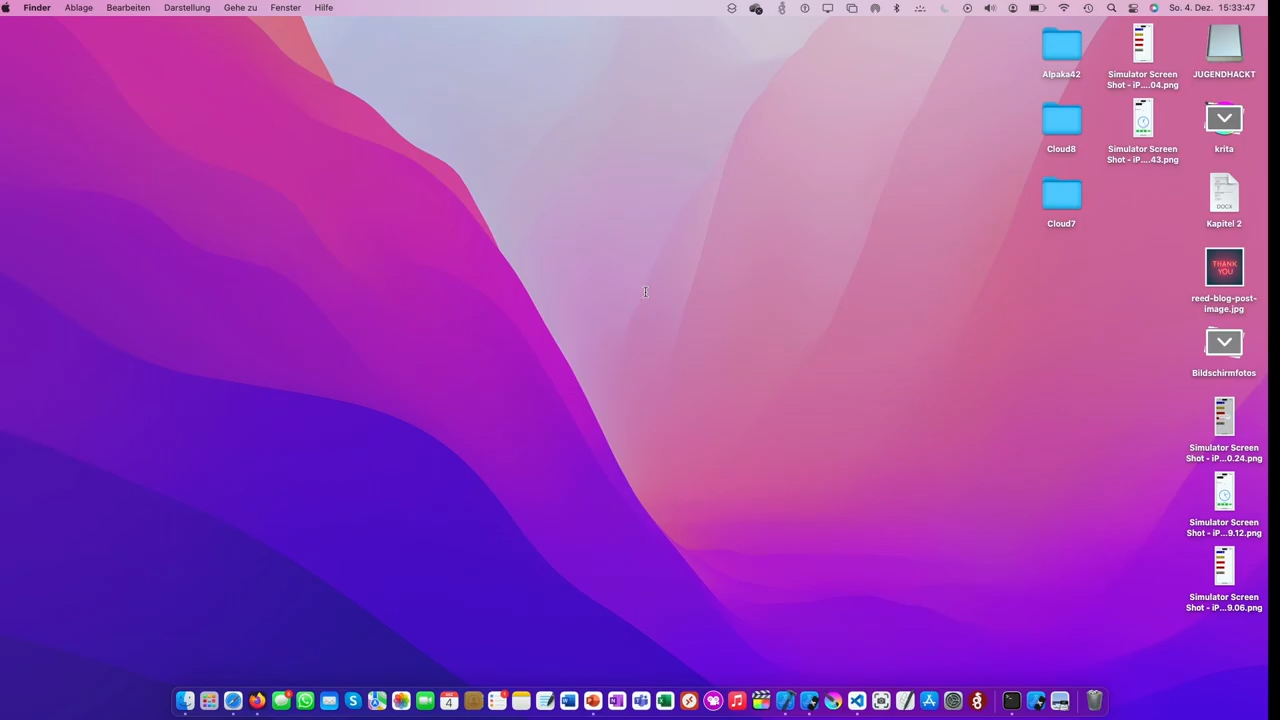 Finder Ablage Bearbeiten Darstellung Gehe zu Fenster Hilfe So. 4. Dez. 15:33:47
Alpaka42
Simulator Screen
Shot - iP....04.png
JUGENDHACKT
Cloud8
Simulator Screen
Shot - iP....43.png
krita
Cloud7
DOCX
Kapitel 2
THANK
YOU
reed-blog-post-
image.jpg
Bildschirmfotos
Simulator Screen
Shot - iP...0.24.png
Simulator Screen
Shot - iP...9.12.png
Simulator Screen
Shot - iP...9.06.png
4